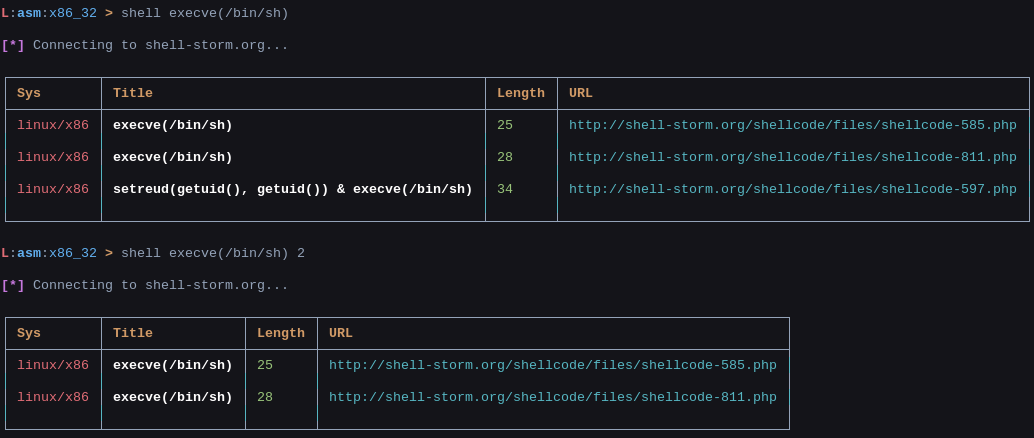 L:asm:x86_32 > shell execve(/bin/sh)
[*] Connecting to shell-storm.org...
Sys Title Length URL
linux/x86 execve(/bin/sh) 25 http://shell-storm.org/shellcode/files/shellcode-585.php
linux/x86 execve(/bin/sh) 28 http://shell-storm.org/shellcode/files/shellcode-811.php
linux/x86 setreud(getuid(), getuid()) & execve(/bin/sh) 34 http://shell-storm.org/shellcode/files/shellcode-597.php
L:asm:x86_32 > shell execve(/bin/sh) 2
[*] Connecting to shell-storm.org...
Sys Title Length URL
linux/x86 execve(/bin/sh) 25 http://shell-storm.org/shellcode/files/shellcode-585.php
linux/x86 execve(/bin/sh) 28 http://shell-storm.org/shellcode/files/shellcode-811.php